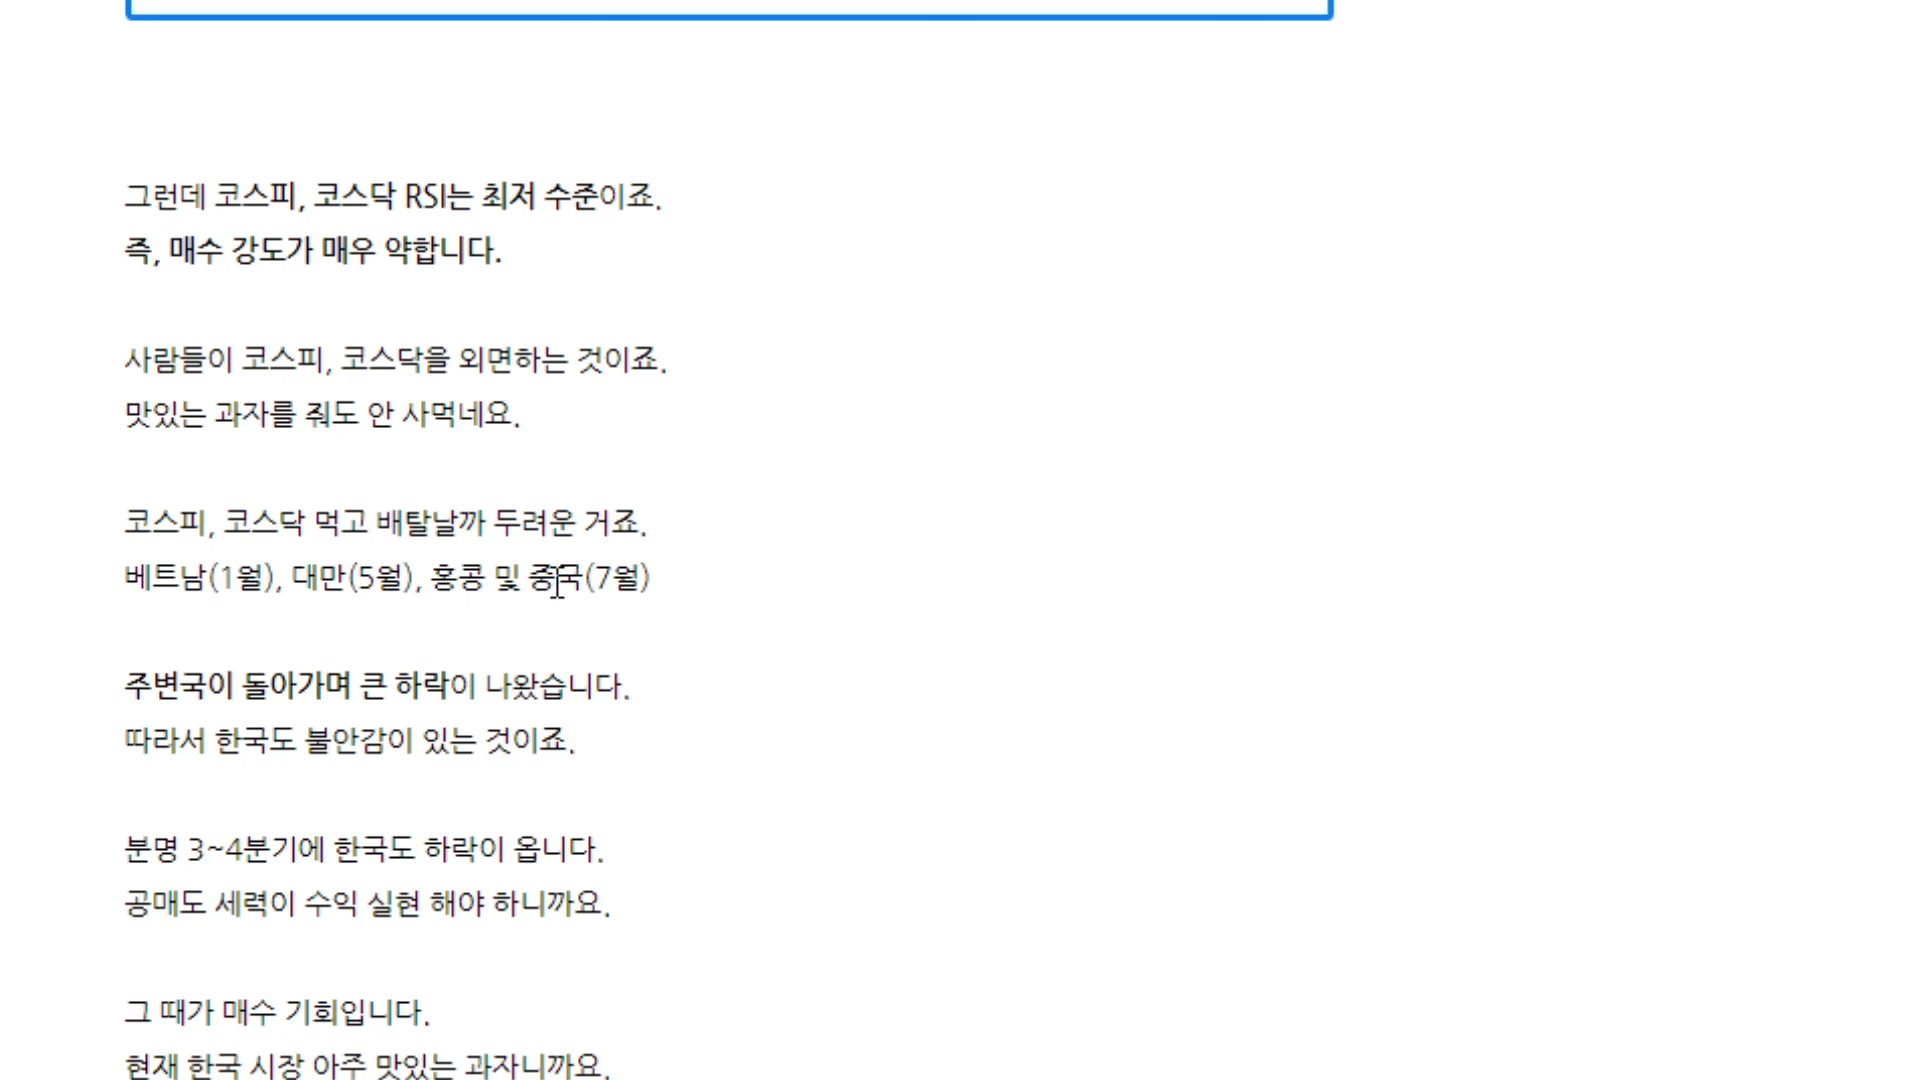 그런데 코스피, 코스닥 RSI는 최저 수준이죠.
즉, 매수 강도가 매우 약합니다.
사람들이 코스피, 코스닥을 외면하는 것이죠.
맛있는 과자를 줘도 안 사먹네요.
코스피, 코스닥 먹고 배탈날까 두려운 거죠.
베트남(1월), 대만(5월), 홍콩 및 중국(7월)
주변국이 돌아가며 큰 하락이 나왔습니다.
따라서 한국도 불안감이 있는 것이죠.
분명 3~4분기에 한국도 하락이 옵니다.
공매도 세력이 수익 실현 해야 하니까요.
그 때가 매수 기회입니다.
현재 한국 시장 아주 맛있는 과자니까요.